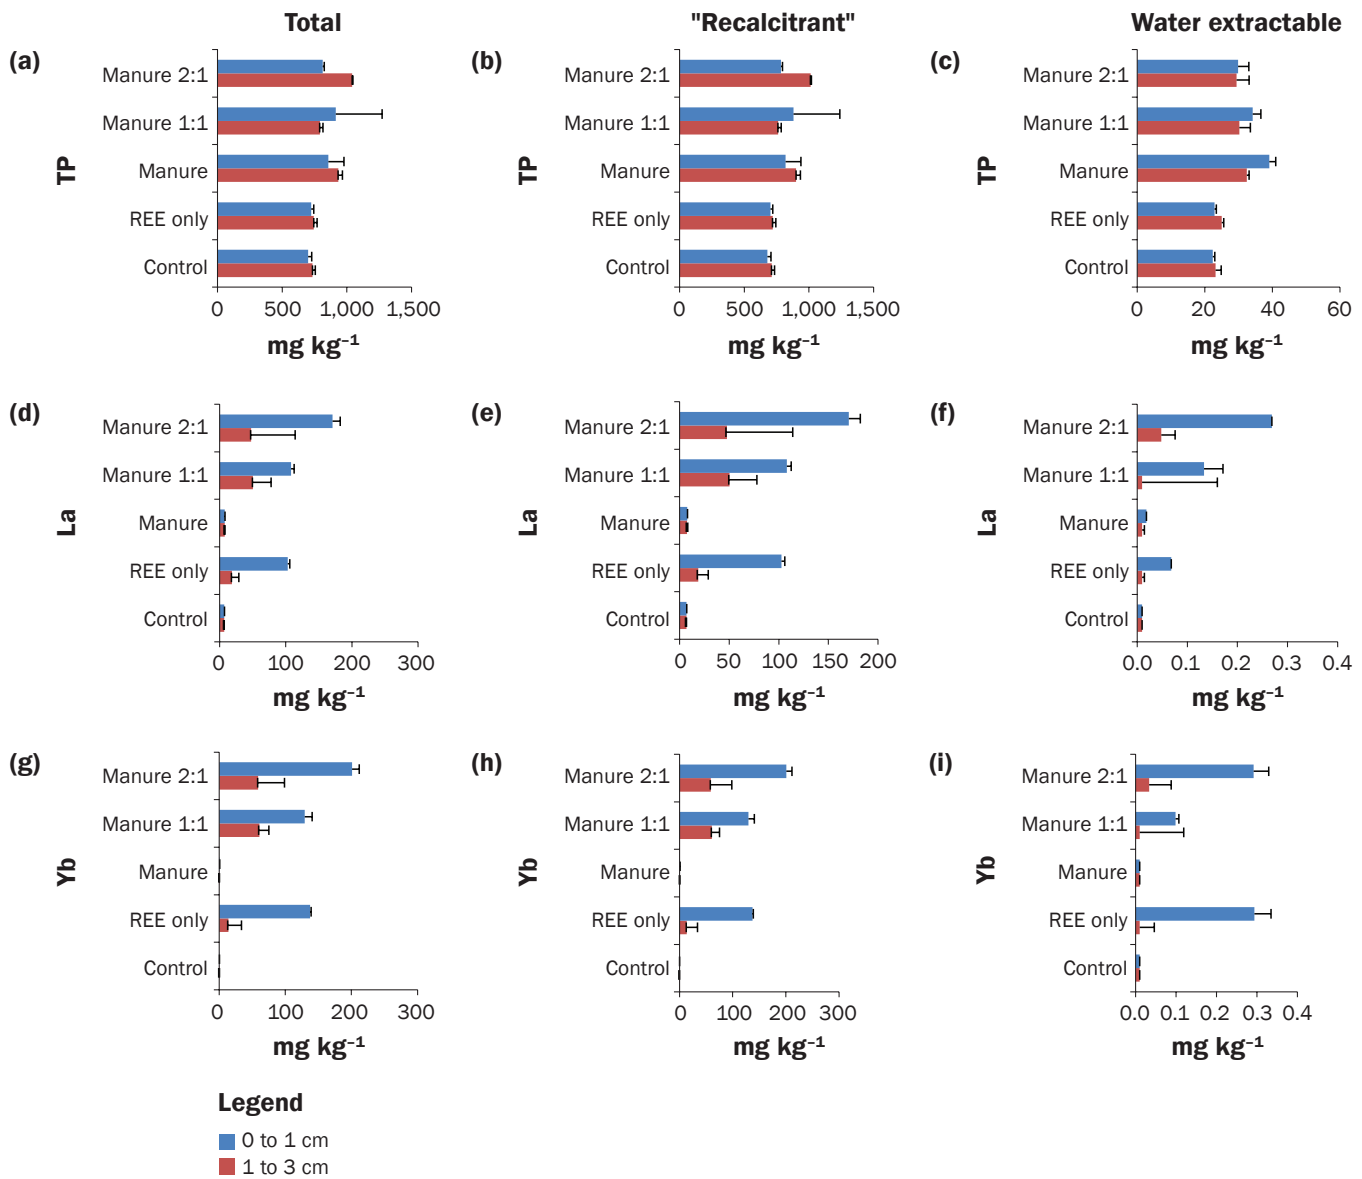 Total
"Recalcitrant"
Water extractable
(a)
TP
Manure 2:1
Manure 1:1
Manure
REE only
Control
0 500 1,000 1,500
mg kg⁻¹
(b)
TP
Manure 2:1
Manure 1:1
Manure
REE only
Control
0 500 1,000 1,500
mg kg⁻¹
(c)
TP
Manure 2:1
Manure 1:1
Manure
REE only
Control
0 20 40 60
mg kg⁻¹
(d)
La
Manure 2:1
Manure 1:1
Manure
REE only
Control
0 100 200 300
mg kg⁻¹
(e)
La
Manure 2:1
Manure 1:1
Manure
REE only
Control
0 50 100 150 200
mg kg⁻¹
(f)
La
Manure 2:1
Manure 1:1
Manure
REE only
Control
0.0 0.1 0.2 0.3 0.4
mg kg⁻¹
(g)
Yb
Manure 2:1
Manure 1:1
Manure
REE only
Control
0 100 200 300
mg kg⁻¹
(h)
Yb
Manure 2:1
Manure 1:1
Manure
REE only
Control
0 100 200 300
mg kg⁻¹
(i)
Yb
Manure 2:1
Manure 1:1
Manure
REE only
Control
0.0 0.1 0.2 0.3 0.4
mg kg⁻¹
Legend
0 to 1 cm
1 to 3 cm